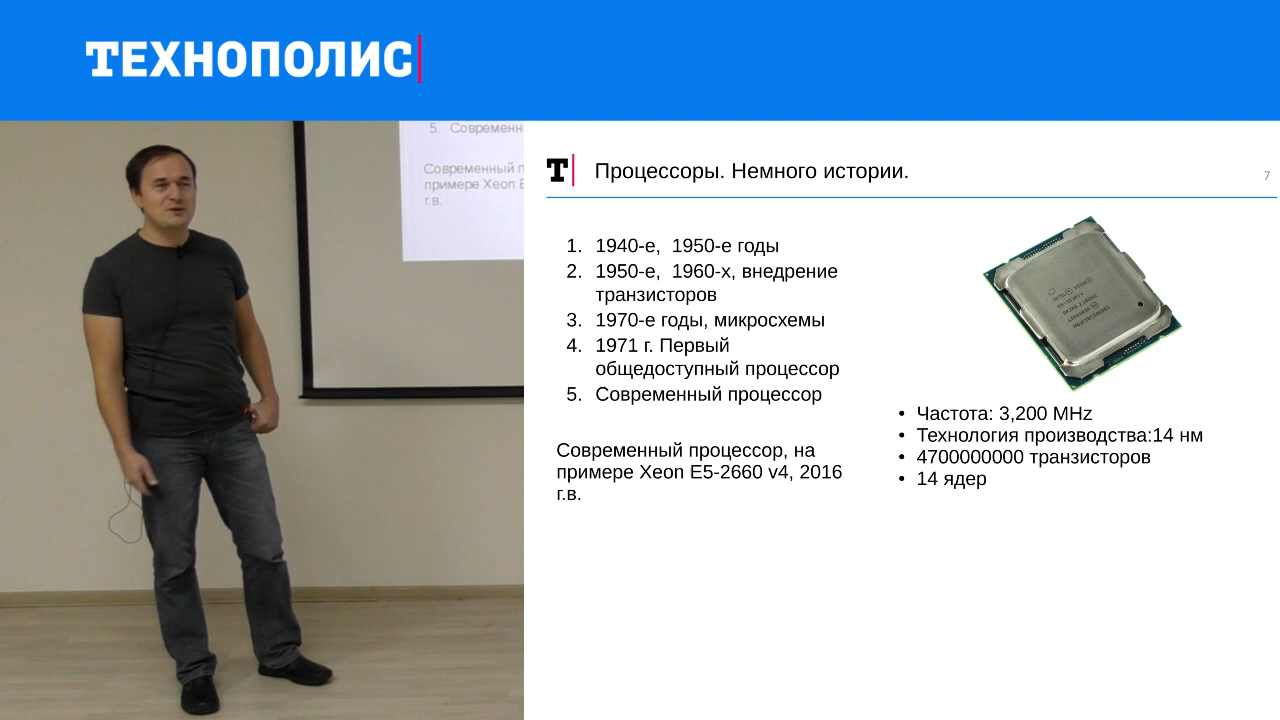 ТЕХНОПОЛИС
5. Современн
Современный п
примере Xeon E
г.в.
Т
Процессоры. Немного истории.
7
1. 1940-е, 1950-е годы
2. 1950-е, 1960-х, внедрение
транзисторов
3. 1970-е годы, микросхемы
4. 1971 г. Первый
общедоступный процессор
5. Современный процессор
Современный процессор, на
примере Xeon E5-2660 v4, 2016
г.в.
• Частота: 3,200 MHz
• Технология производства:14 нм
• 4700000000 транзисторов
• 14 ядер